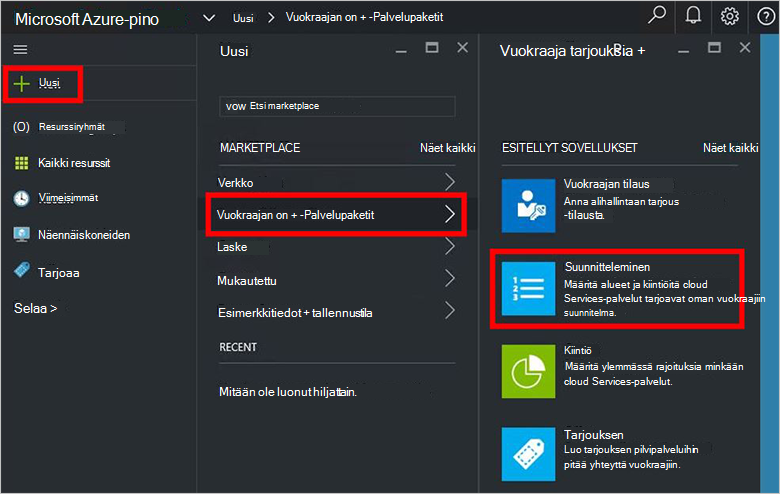 Microsoft Azure-pino
Uusi > Vuokraajan on + -Palvelupaketit
Uusi
Resurssiryhmät
Kaikki resurssit
Viimeisimmät
Näennäiskoneiden
Tarjoaa
Selaa >
Uusi
vow Etsi marketplace
MARKETPLACE Näet kaikki
Verkko
Vuokraajan on + -Palvelupaketit
Laske
Mukautettu
Esimerkkitiedot + tallennustila
RECENT
Mitään ole luonut hiljattain.
Vuokraaja tarjouksia +
ESITELLYT SOVELLUKSET Näet kaikki
Vuokraajan tilaus
Anna alihallintaan tarjous
-tilausta.
Suunnitteleminen
Määritä alueet ja kiintiöitä cloud
Services-palvelut tarjoavat oman vuokraajiin
suunnitelma.
Kiintiö
Määritä ylemmässä rajoituksia minkään
cloud Services-palvelut.
Tarjouksen
Luo tarjouksen pilvipalveluihin
pitää yhteyttä vuokraajiin.